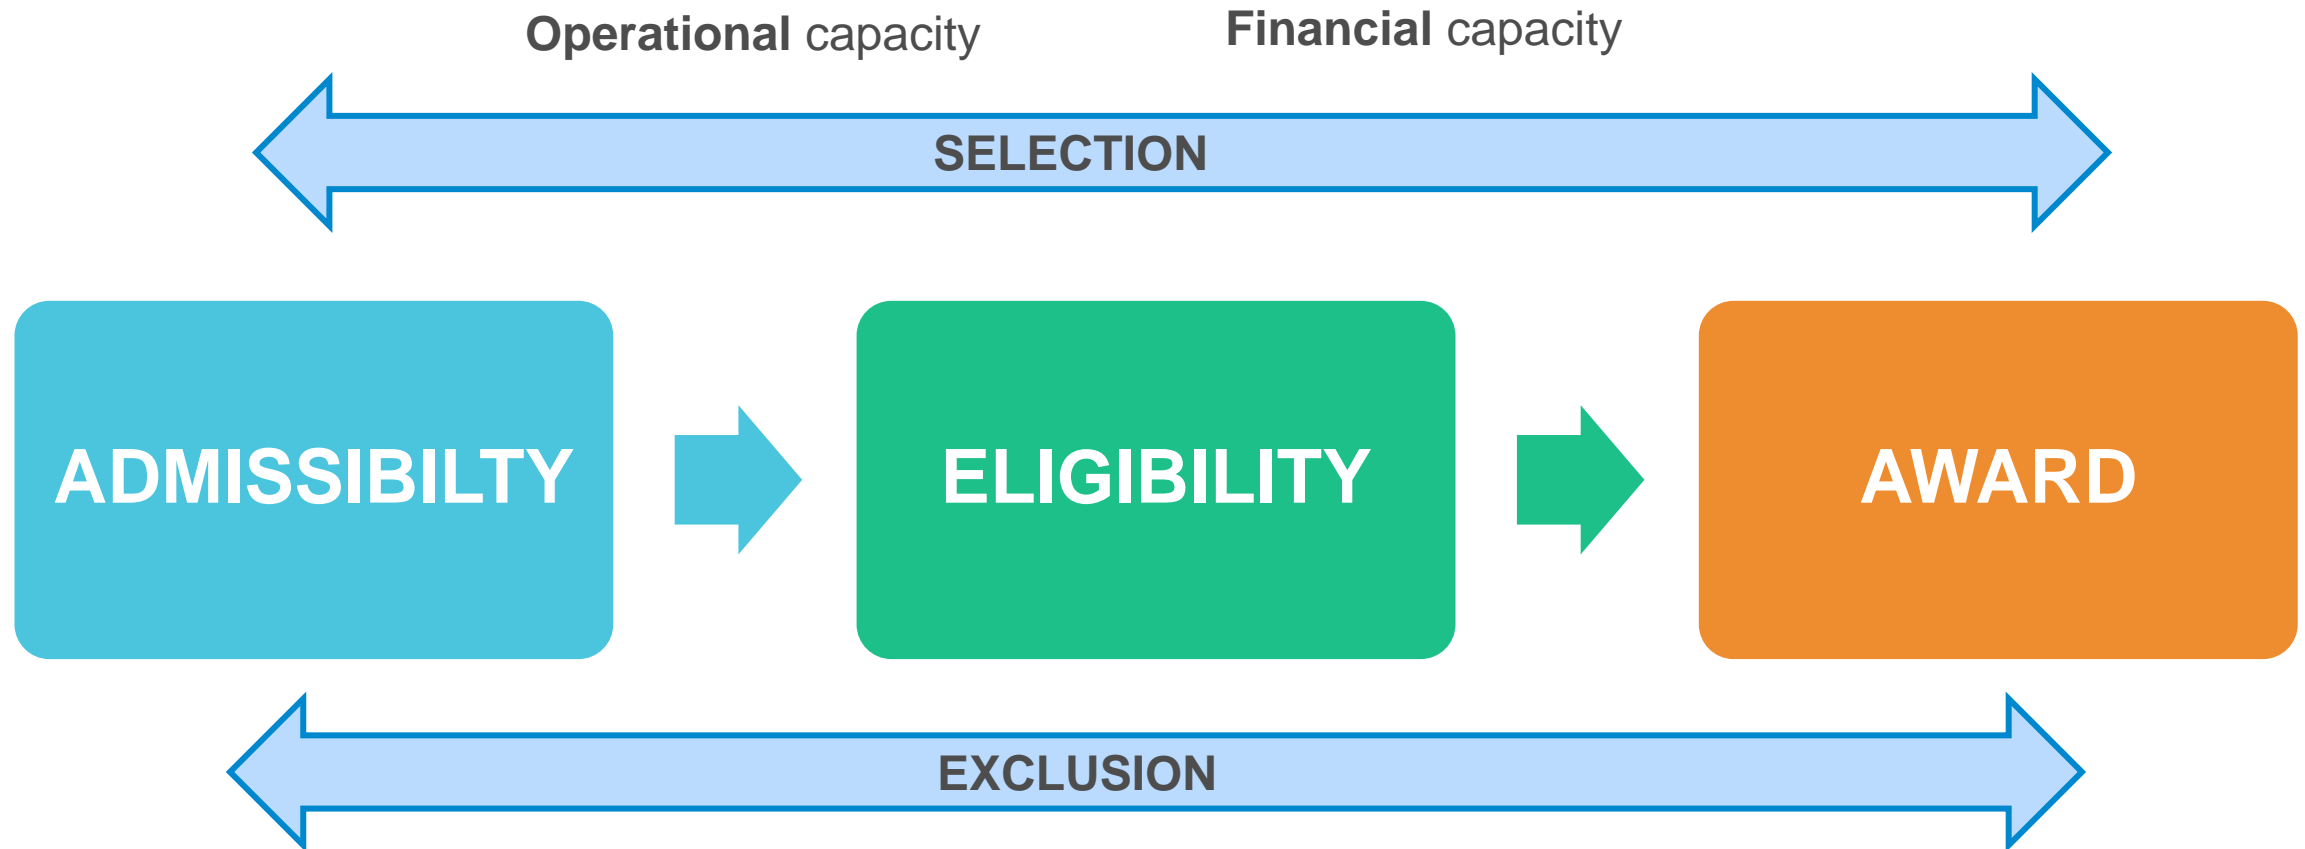 Operational capacity
Financial capacity
SELECTION
ADMISSIBILTY
ELIGIBILITY
AWARD
EXCLUSION